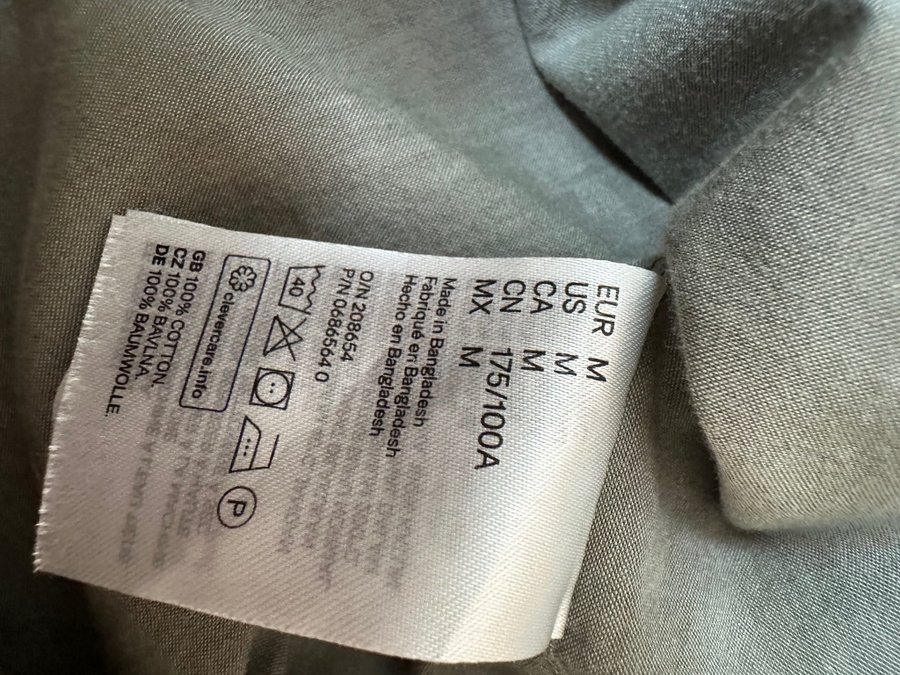 EUR M
US M
CA M
CN 175/100A
MX M
Made in Bangladesh
Fabriqué en Bangladesh
Hecho en Bangladesh
O/N 208654
P/N 0686564 0
40
P
clevercare.info
GB 100% COTTON.
CZ 100% BAVLNA.
DE 100% BAUMWOLLE.